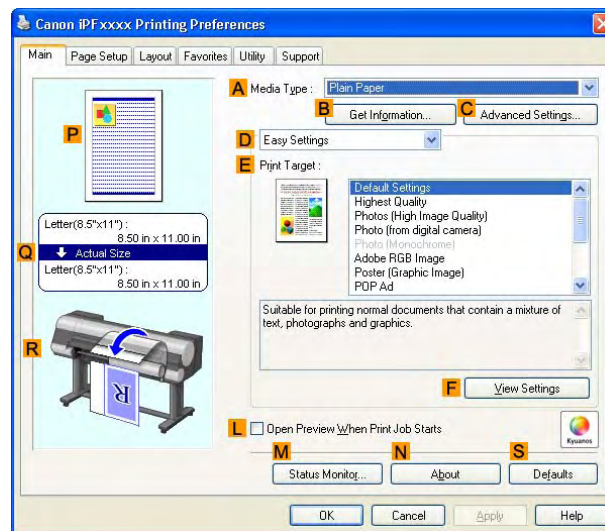 Canon iPFxxxx Printing Preferences
Main Page Setup Layout Favorites Utility Support
A Media Type : Plain Paper
B C
Get Information... Advanced Settings...
D Easy Settings
E Print Target :
Default Settings
Highest Quality
Photos (High Image Quality)
Photo (from digital camera)
Photo (Monochrome)
Adobe RGB Image
Poster (Graphic Image)
POP Ad
Suitable for printing normal documents that contain a mixture of
text, photographs and graphics.
F View Settings
P
Letter(8.5"x11") :
8.50 in x 11.00 in
Q Actual Size
Letter(8.5"x11") :
8.50 in x 11.00 in
R
R
L Open Preview When Print Job Starts
Kyuanos
M N S
Status Monitor... About Defaults
OK Cancel Apply Help